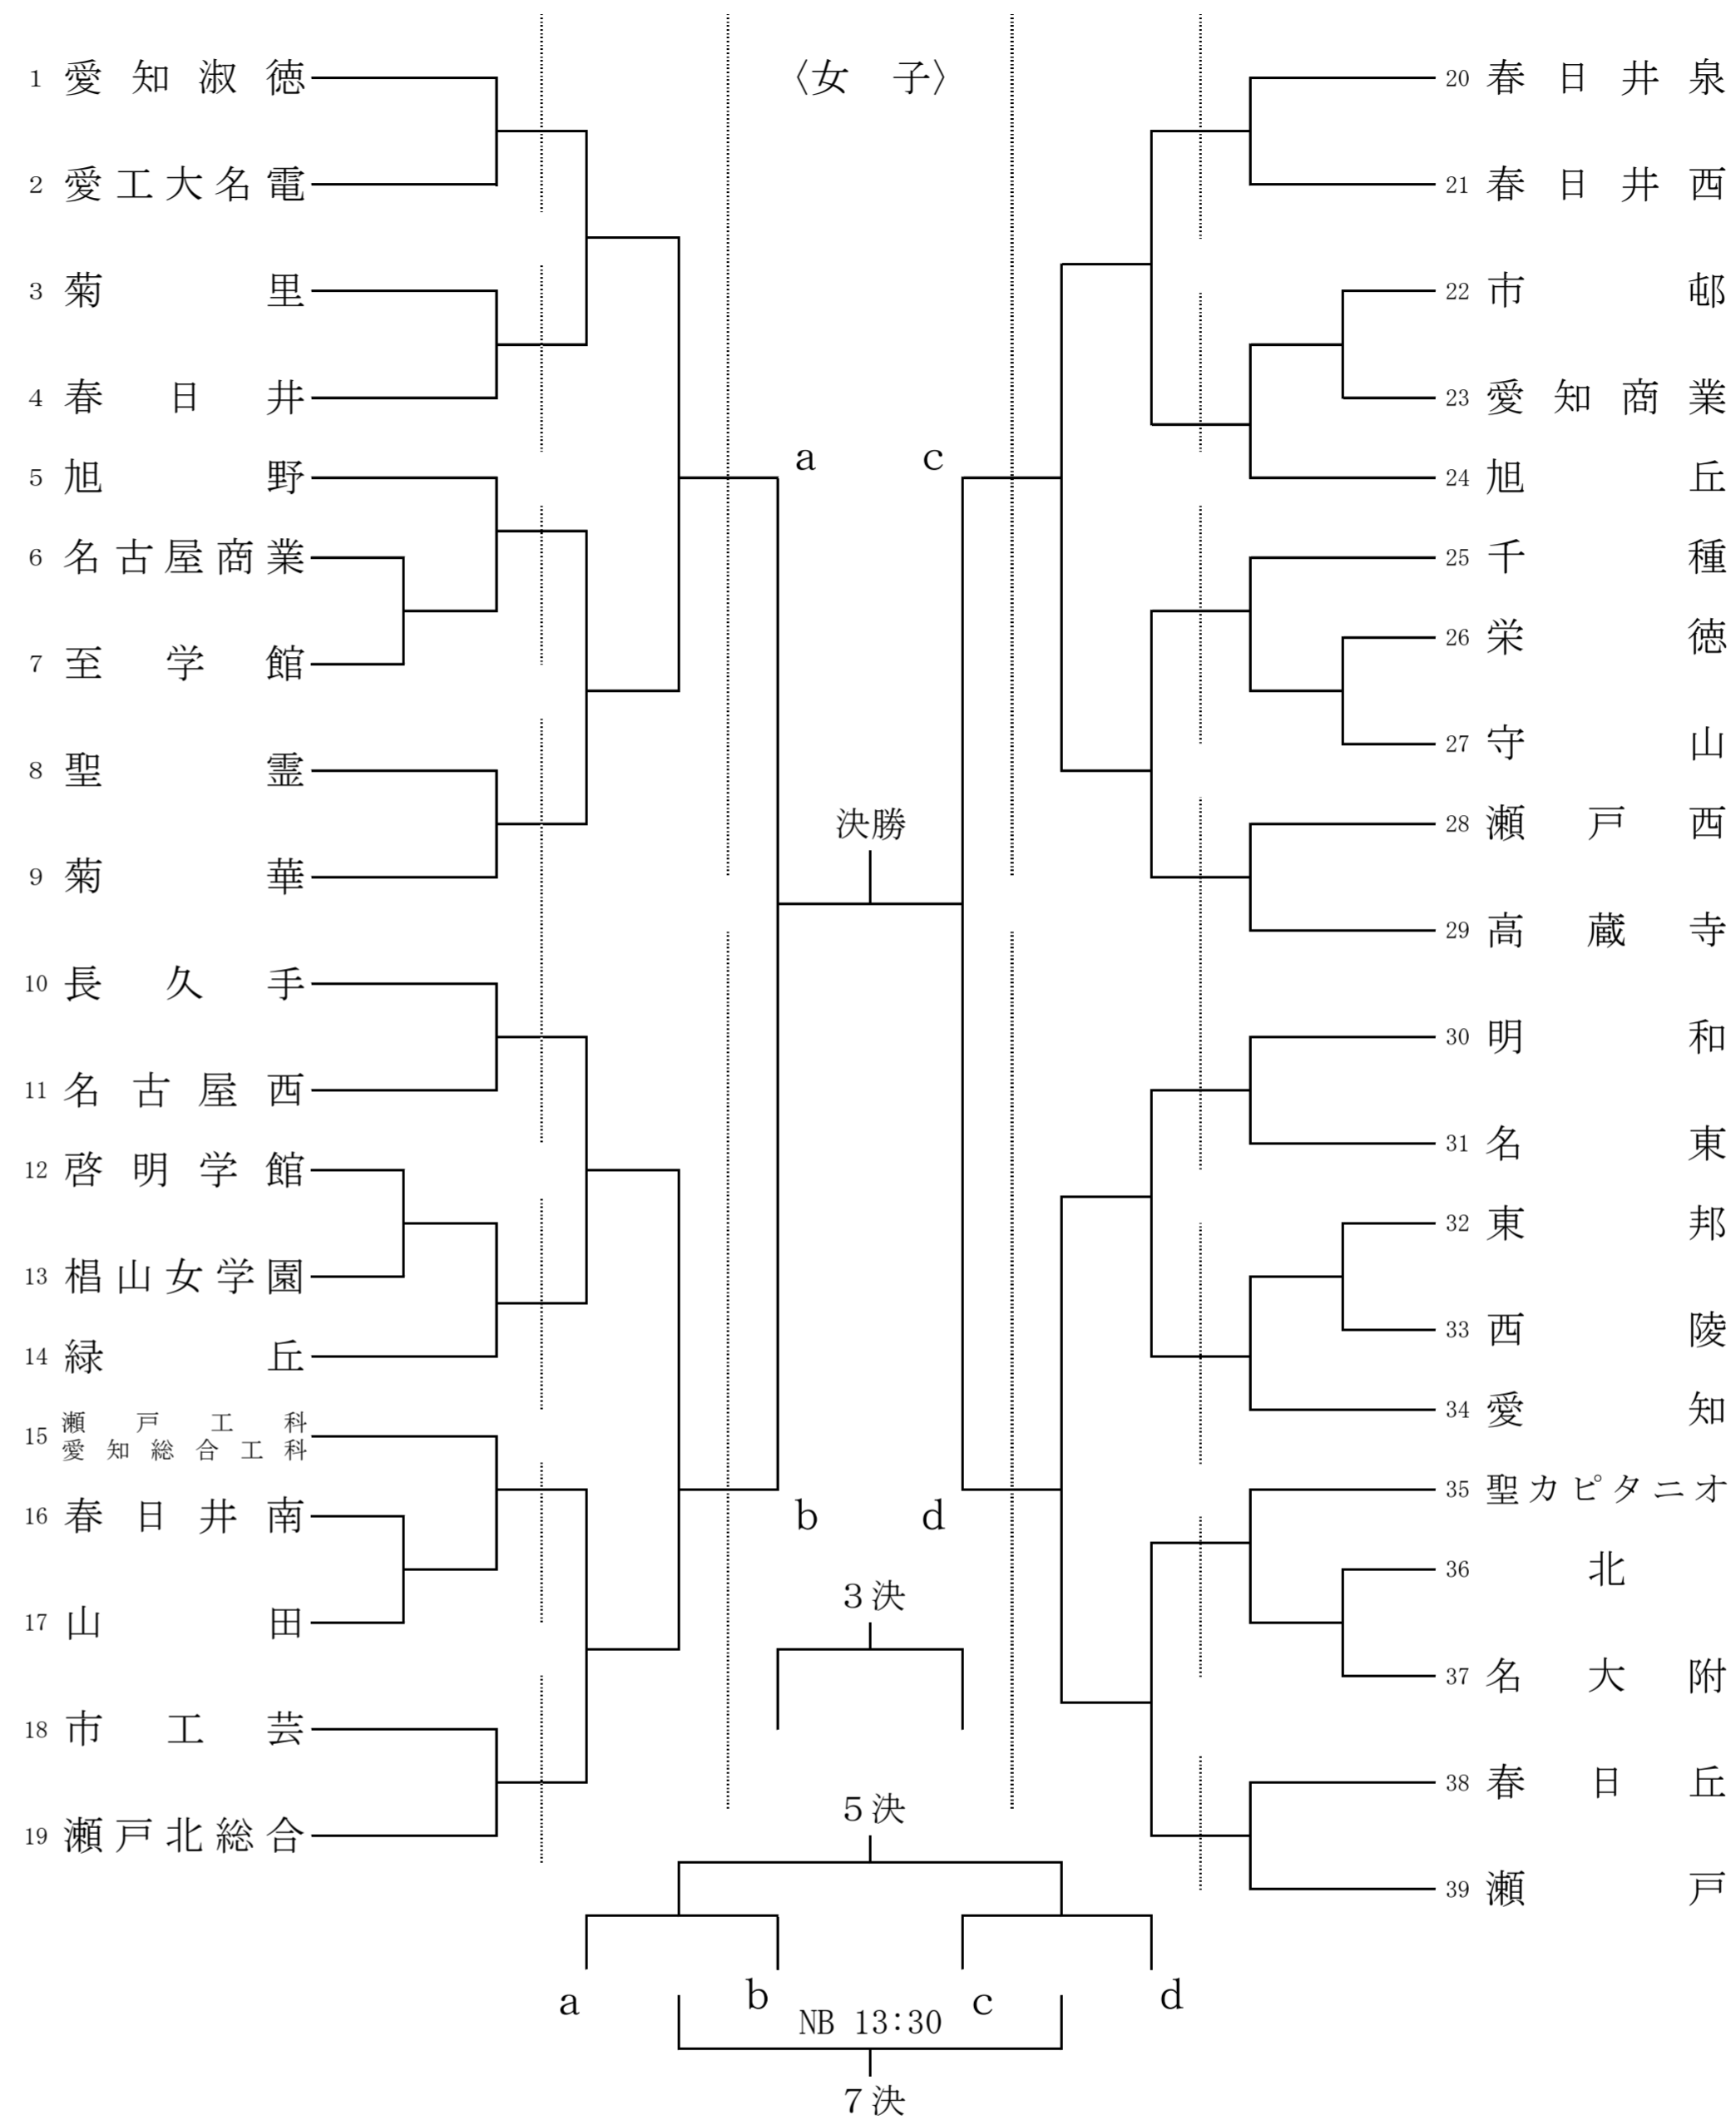 〈女　子〉
1 愛知淑徳
2 愛工大名電
3 菊里
4 春日井
5 旭野
6 名古屋商業
7 至学館
8 聖霊
9 菊華
10 長久手
11 名古屋西
12 啓明学館
13 椙山女学園
14 緑丘
15 瀬戸工科
愛知総合工科
16 春日井南
17 山田
18 市工芸
19 瀬戸北総合
a
c
決勝
b
d
3決
5決
a
b
c
d
NB 13:30
7決
20 春日井泉
21 春日井西
22 市邨
23 愛知商業
24 旭丘
25 千種
26 栄徳
27 守山
28 瀬戸西
29 高蔵寺
30 明和
31 名東
32 東邦
33 西陵
34 愛知
35 聖カピタニオ
36 北
37 名大附
38 春日丘
39 瀬戸